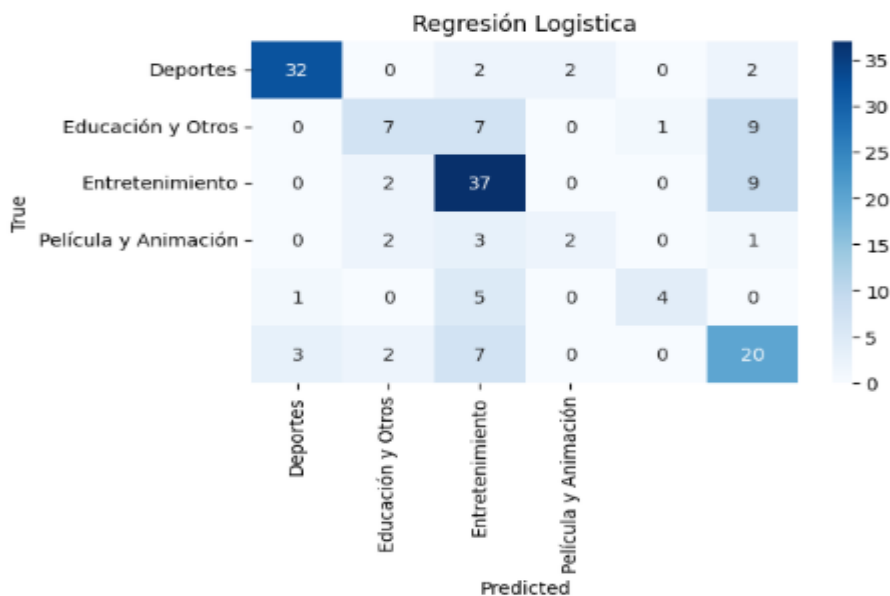 Regresión Logistica
Deportes 32 0 2 2 0 2
Educación y Otros 0 7 7 0 1 9
Entretenimiento 0 2 37 0 0 9
Película y Animación 0 2 3 2 0 1
1 0 5 0 4 0
3 2 7 0 0 20
True
Deportes
Educación y Otros
Entretenimiento
Película y Animación
Predicted
35
30
25
20
15
10
5
0